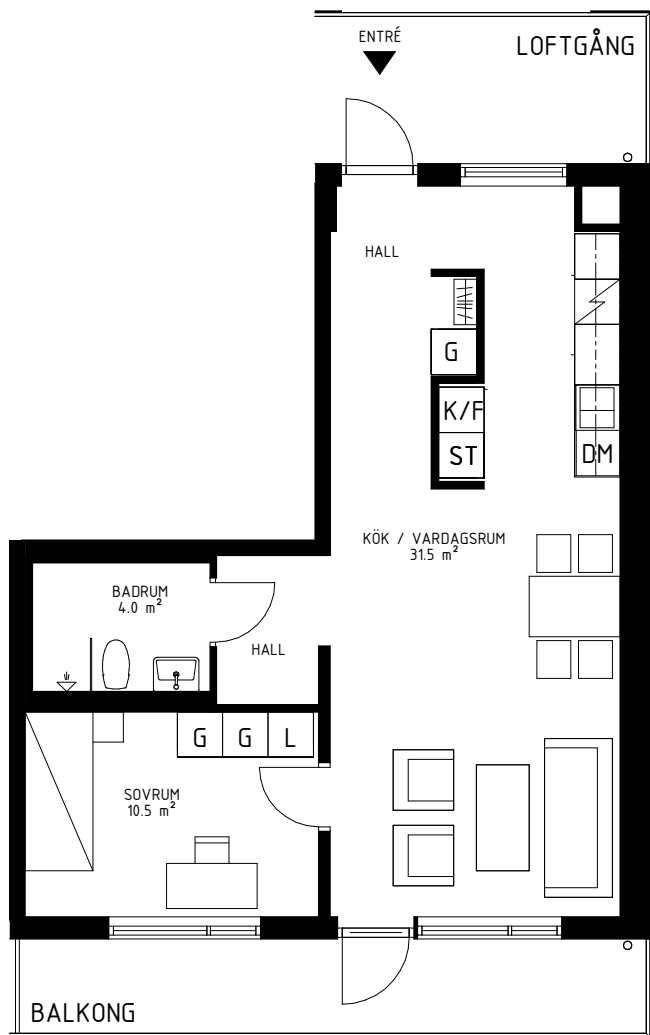 ENTRÉ
LOFTGÅNG
HALL
G
K/F
ST
DM
KÖK / VARDAGSRUM
31.5 m²
BADRUM
4.0 m²
HALL
G G L
SOVRUM
10.5 m²
BALKONG